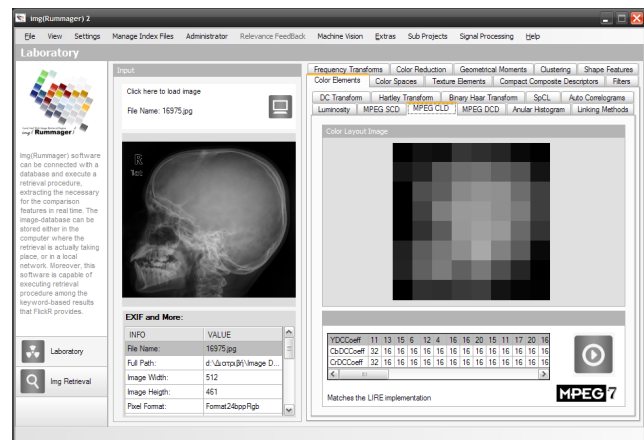 img(Rummager) 2
File View Settings Manage Index Files Administrator Relevance FeedBack Machine Vision Extras Sub Projects Signal Processing Help
Laboratory
img(Rummager)
Img(Rummager) software
can be connected with a
database and execute a
retrieval procedure,
extracting the necessary
for the comparison
features in real time. The
image-database can be
stored either in the
computer where the
retrieval is actually taking
place, or in a local
network. Moreover, this
software is capable of
executing retrieval
procedure among the
keyword-based results
that FlickR provides.
Laboratory
Img Retrieval
Input
Click here to load image
File Name: 16975.jpg
R
EXIF and More:
INFO VALUE
File Name: 16975.jpg
Full Path: d:\Διατριβή\Image D...
Image Width: 512
Image Heigth: 461
Pixel Format: Format24bppRgb
Frequency Transforms Color Reduction Geometrical Moments Clustering Shape Features
Color Elements Color Spaces Texture Elements Compact Composite Descriptors Filters
DC Transform Hartley Transform Binary Haar Transform SpCL Auto Correlograms
Luminosity MPEG SCD MPEG CLD MPEG DCD Anular Histogram Linking Methods
Color Layout Image
YDCCoeff 11 13 15 6 12 4 16 16 20 15 11 17 20 16
CbDCCoeff 32 16 16 16 16 16 16 16 16 16 16 16 16 16
CrDCCoeff 32 16 16 16 16 16 16 16 16 16 16 16 16 16
Matches the LIRE implementation
MPEG 7